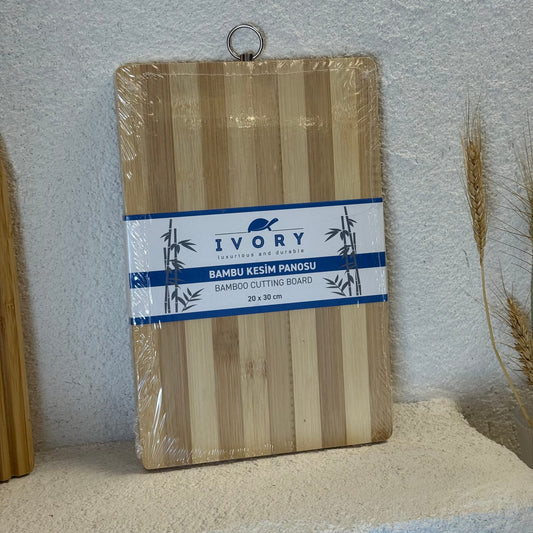 IVORY
luxurious and durable
BAMBU KESİM PANOSU
BAMBOO CUTTING BOARD
20 x 30 cm